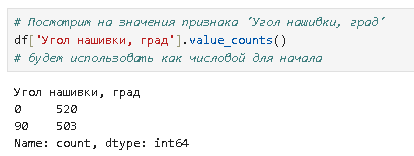 # Посмотрим на значения признака 'Угол нашивки, град'
df['Угол нашивки, град'].value_counts()
# будем использовать как числовой для начала
Угол нашивки, град
0     520
90    503
Name: count, dtype: int64